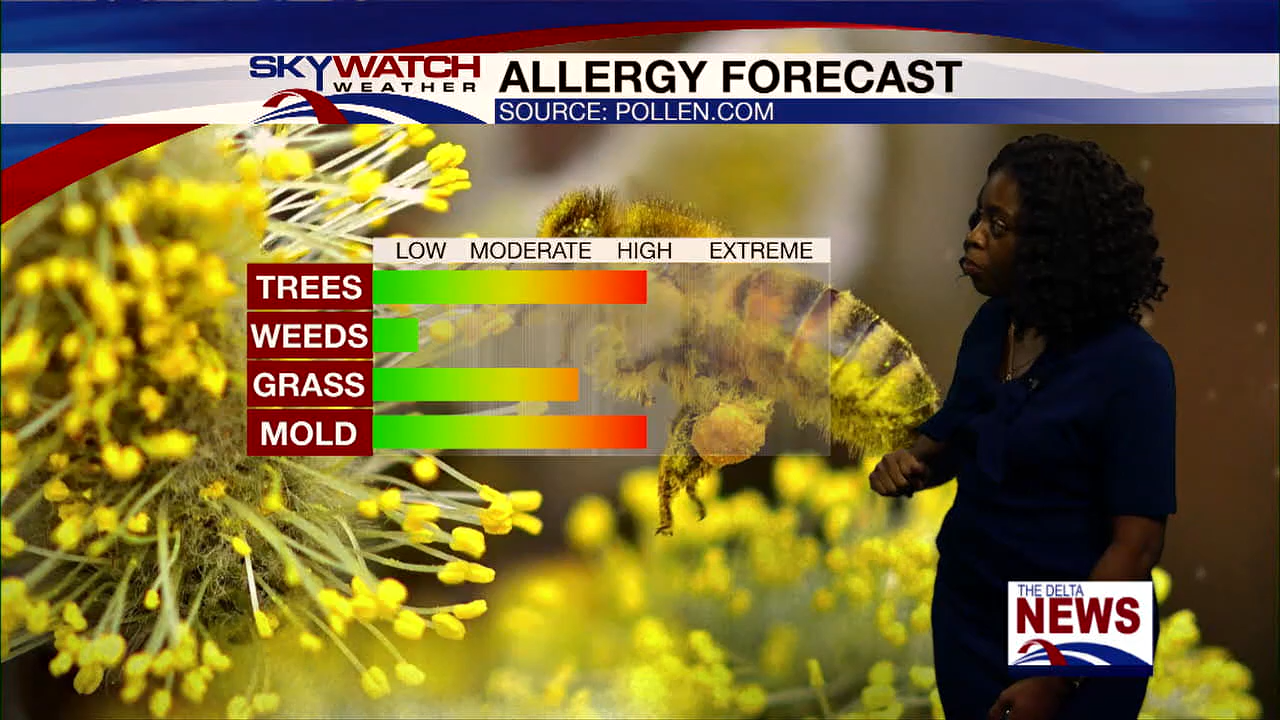 SKYWATCH
WEATHER
ALLERGY FORECAST
SOURCE: POLLEN.COM
LOW MODERATE HIGH EXTREME
TREES
WEEDS
GRASS
MOLD
THE DELTA
NEWS